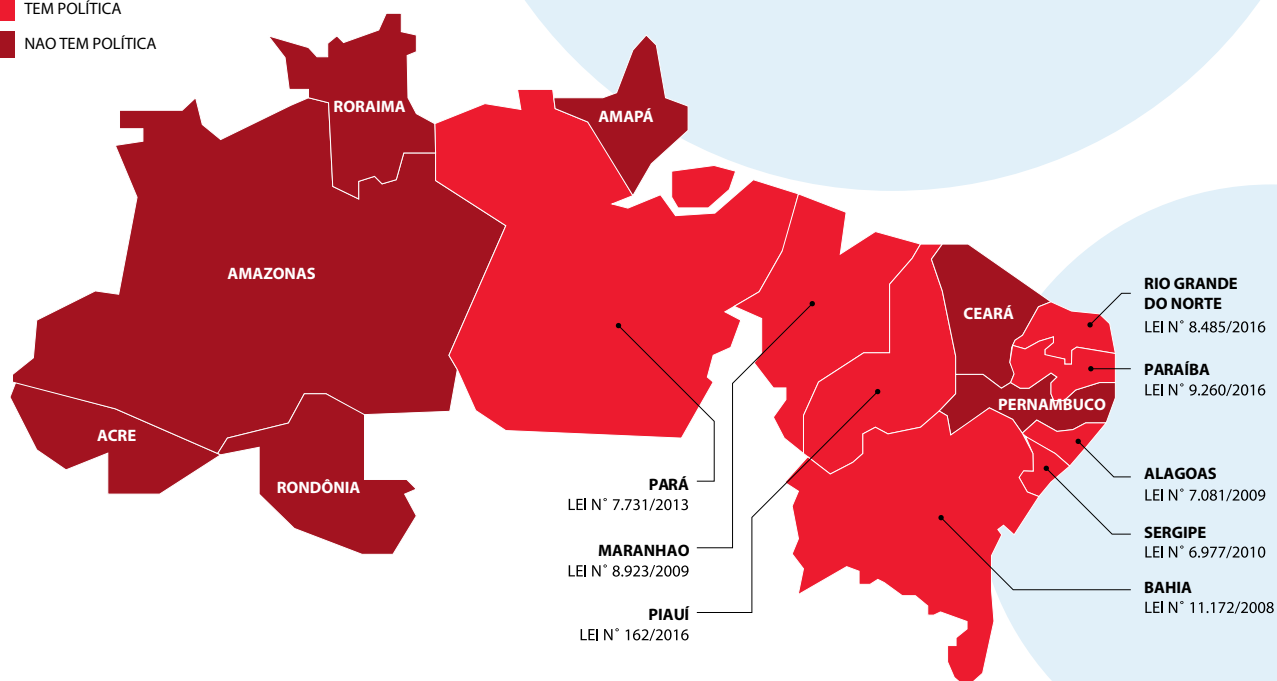 TEM POLÍTICA
NAO TEM POLÍTICA
RORAIMA
AMAPÁ
AMAZONAS
ACRE
RONDÔNIA
CEARÁ
PERNAMBUCO
PARÁ
LEI N° 7.731/2013
MARANHAO
LEI N° 8.923/2009
PIAUÍ
LEI N° 162/2016
RIO GRANDE
DO NORTE
LEI N° 8.485/2016
PARAÍBA
LEI N° 9.260/2016
ALAGOAS
LEI N° 7.081/2009
SERGIPE
LEI N° 6.977/2010
BAHIA
LEI N° 11.172/2008